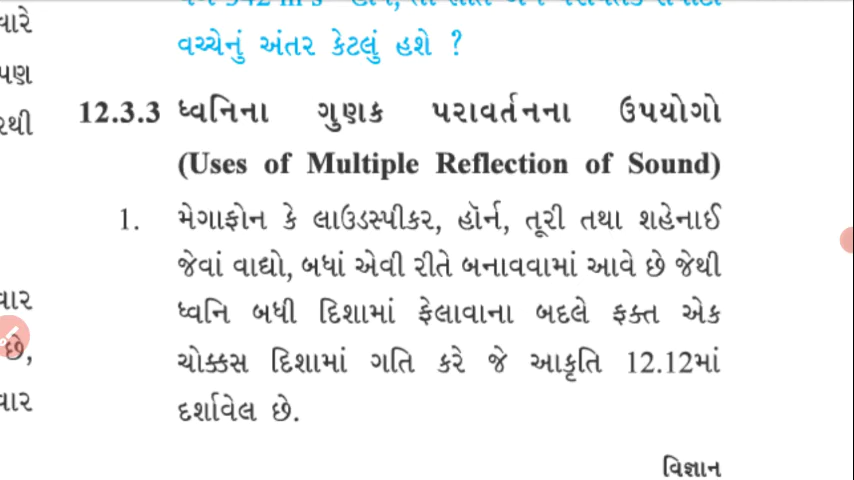 વારે
વચ્ચેનું અંતર કેટલું હશે ?
પણ
12.3.3 ધ્વનિના ગુણક પરાવર્તનના ઉપયોગો
રથી
(Uses of Multiple Reflection of Sound)
1. મેગાફોન કે લાઉડસ્પીકર, હૉર્ન, તૂરી તથા શહેનાઈ
જેવાં વાદ્યો, બધાં એવી રીતે બનાવવામાં આવે છે જેથી
વાર
ધ્વનિ બધી દિશામાં ફેલાવાના બદલે ફક્ત એક
છે,
ચોક્કસ દિશામાં ગતિ કરે જે આકૃતિ 12.12માં
વાર
દર્શાવેલ છે.
વિજ્ઞાન